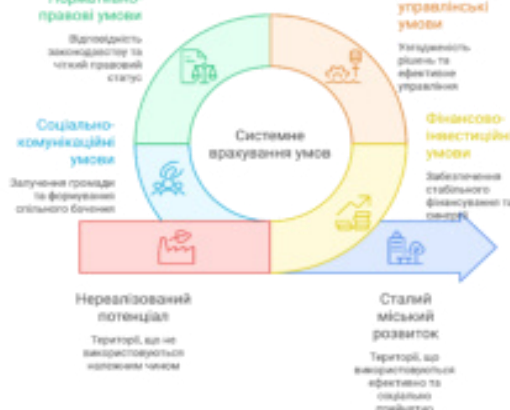 Нормативно-
правові умови
Відповідність
законодавству та
чіткий правовий
статус
управлінські
умови
Узгодженість
рішень та
ефективне
управління
Соціально-
комунікаційні
умови
Залучення громади
та формування
спільного бачення
Системне
врахування умов
Фінансово-
інвестиційні
умови
Забезпечення
стабільного
фінансування та
синергії
Нереалізований
потенціал
Території, що не
використовуються
належним чином
Сталий
міський
розвиток
Території, що
використовуються
ефективно та
соціально